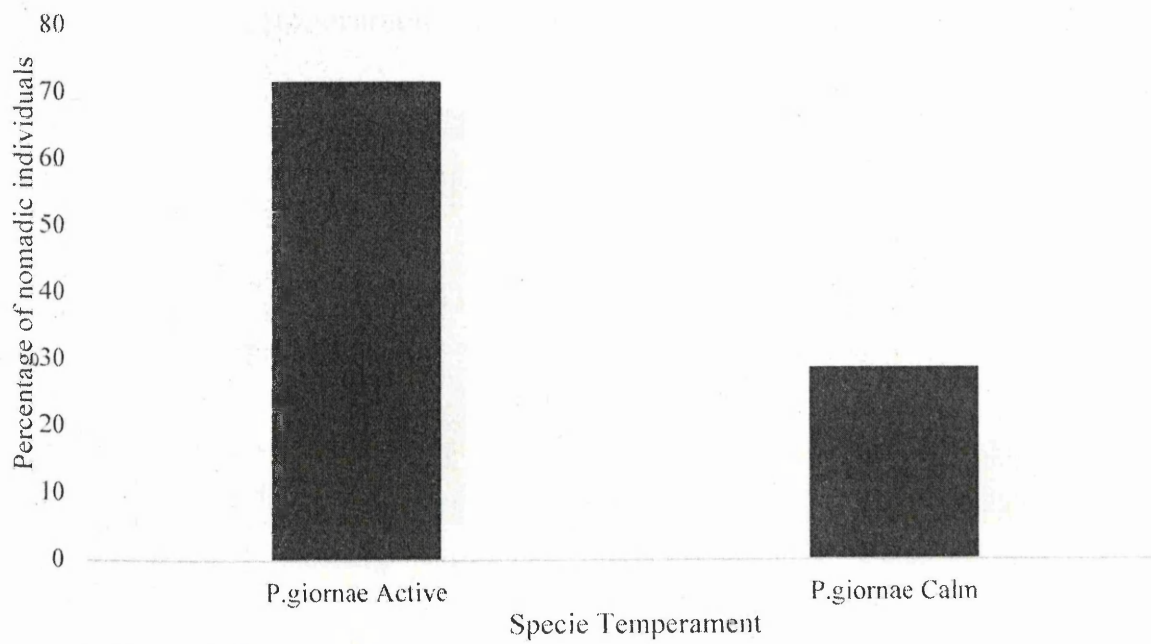 Percentage of nomadic individuals
80
70
60
50
40
30
20
10
0
P.giornae Active
P.giornae Calm
Specie Temperament